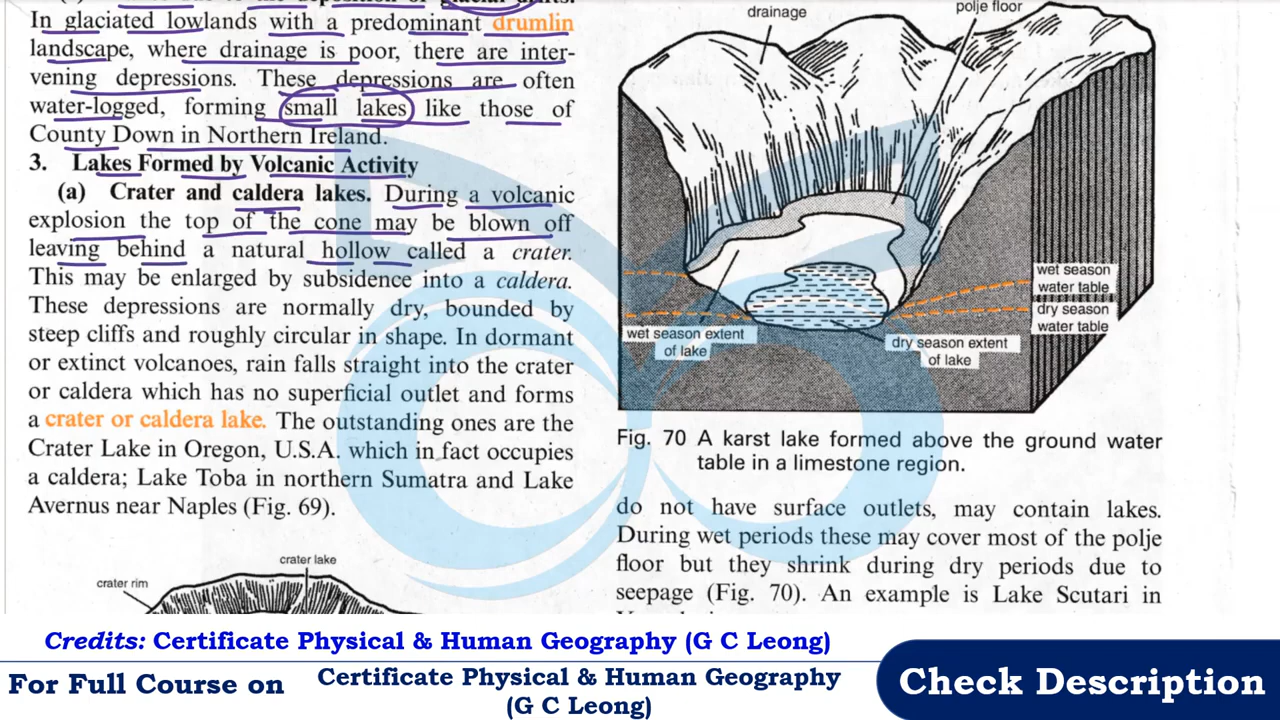 In glaciated lowlands with a predominant drumlin
landscape, where drainage is poor, there are inter-
vening depressions. These depressions are often
water-logged, forming small lakes like those of
County Down in Northern Ireland.
3. Lakes Formed by Volcanic Activity
(a) Crater and caldera lakes. During a volcanic
explosion the top of the cone may be blown off
leaving behind a natural hollow called a crater.
This may be enlarged by subsidence into a caldera.
These depressions are normally dry, bounded by
steep cliffs and roughly circular in shape. In dormant
or extinct volcanoes, rain falls straight into the crater
or caldera which has no superficial outlet and forms
a crater or caldera lake. The outstanding ones are the
Crater Lake in Oregon, U.S.A. which in fact occupies
a caldera; Lake Toba in northern Sumatra and Lake
Avernus near Naples (Fig. 69).
crater lake
crater rim
drainage
polje floor
wet season
water table
dry season
water table
wet season extent
of lake
dry season extent
of lake
Fig. 70 A karst lake formed above the ground water
table in a limestone region.
do not have surface outlets, may contain lakes.
During wet periods these may cover most of the polje
floor but they shrink during dry periods due to
seepage (Fig. 70). An example is Lake Scutari in
Credits: Certificate Physical & Human Geography (G C Leong)
For Full Course on
Certificate Physical & Human Geography
(G C Leong)
Check Description